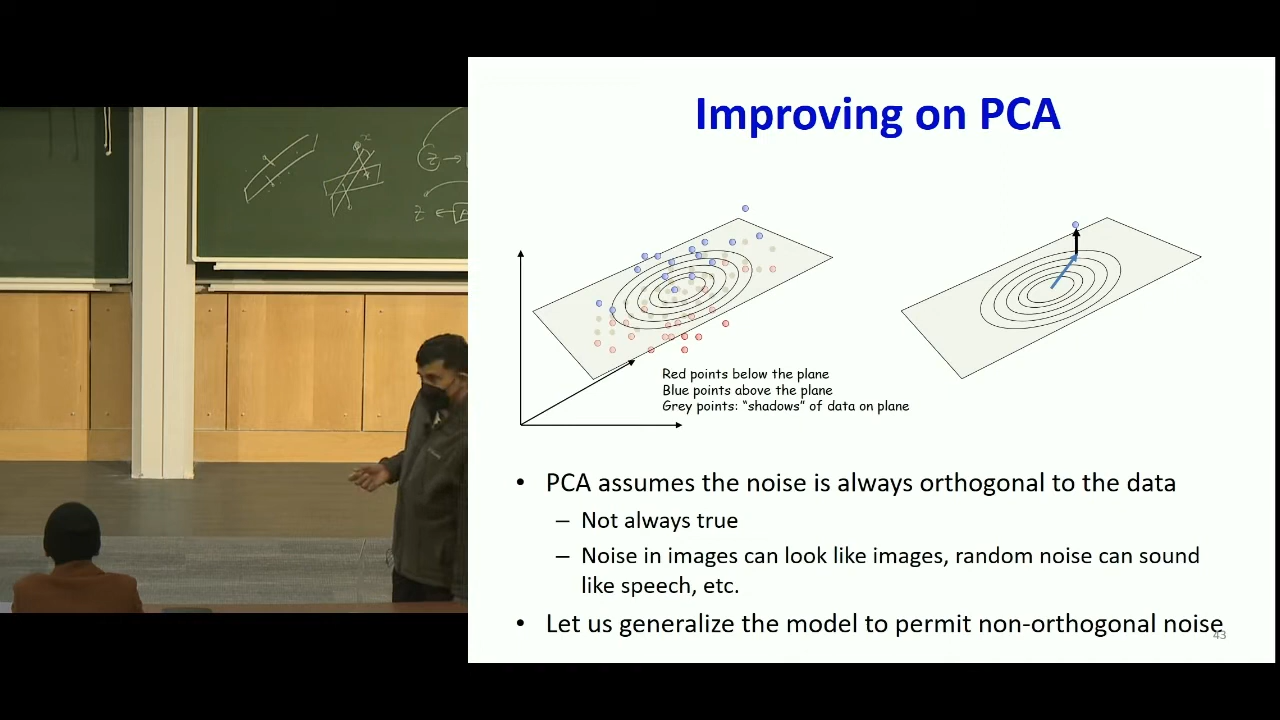 Improving on PCA
Red points below the plane
Blue points above the plane
Grey points: “shadows” of data on plane
• PCA assumes the noise is always orthogonal to the data
– Not always true
– Noise in images can look like images, random noise can sound
like speech, etc.
• Let us generalize the model to permit non-orthogonal noise
43
x
z
z